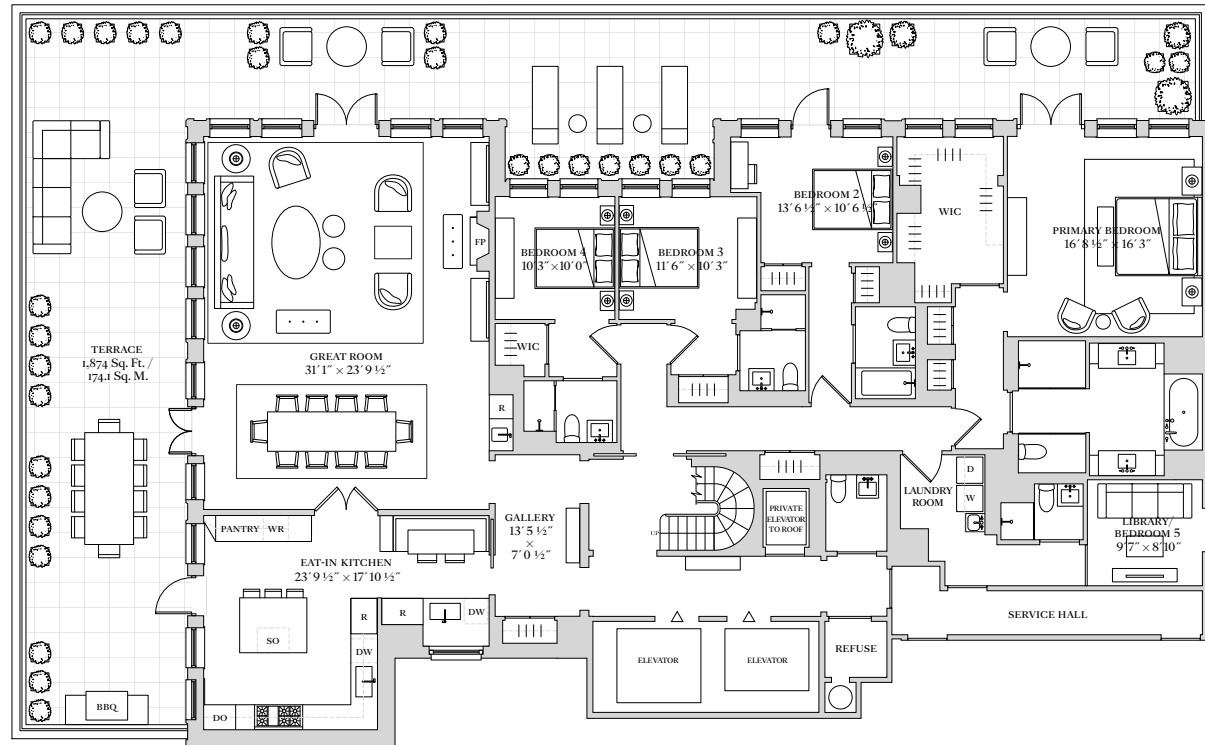 BEDROOM 2
13´6 ½˝ × 10´6 ½˝
WIC
PRIMARY BEDROOM
16´8 ½˝ × 16´3˝
FP
BEDROOM 4
10´3˝ × 10´0˝
BEDROOM 3
11´6˝ × 10´3˝
WIC
TERRACE
1,874 Sq. Ft. /
174.1 Sq. M.
GREAT ROOM
31´1˝ × 23´9 ½˝
R
PANTRY WR
GALLERY
13´5 ½˝
×
7´0 ½˝
UP
PRIVATE
ELEVATOR
TO ROOF
LAUNDRY
ROOM
D
W
LIBRARY/
BEDROOM 5
9´7˝ × 8´10˝
EAT-IN KITCHEN
23´9 ½˝ × 17´10 ½˝
SO
R
R
DW
DW
SERVICE HALL
ELEVATOR
ELEVATOR
REFUSE
BBQ
DO